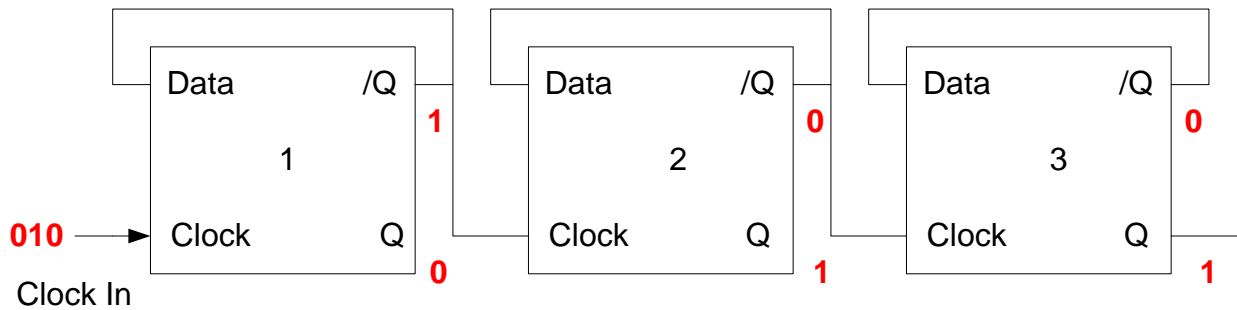 Data /Q Data /Q Data /Q
1 0 0
1 2 3
010 Clock Q Clock Q Clock Q
0 1 1
Clock In